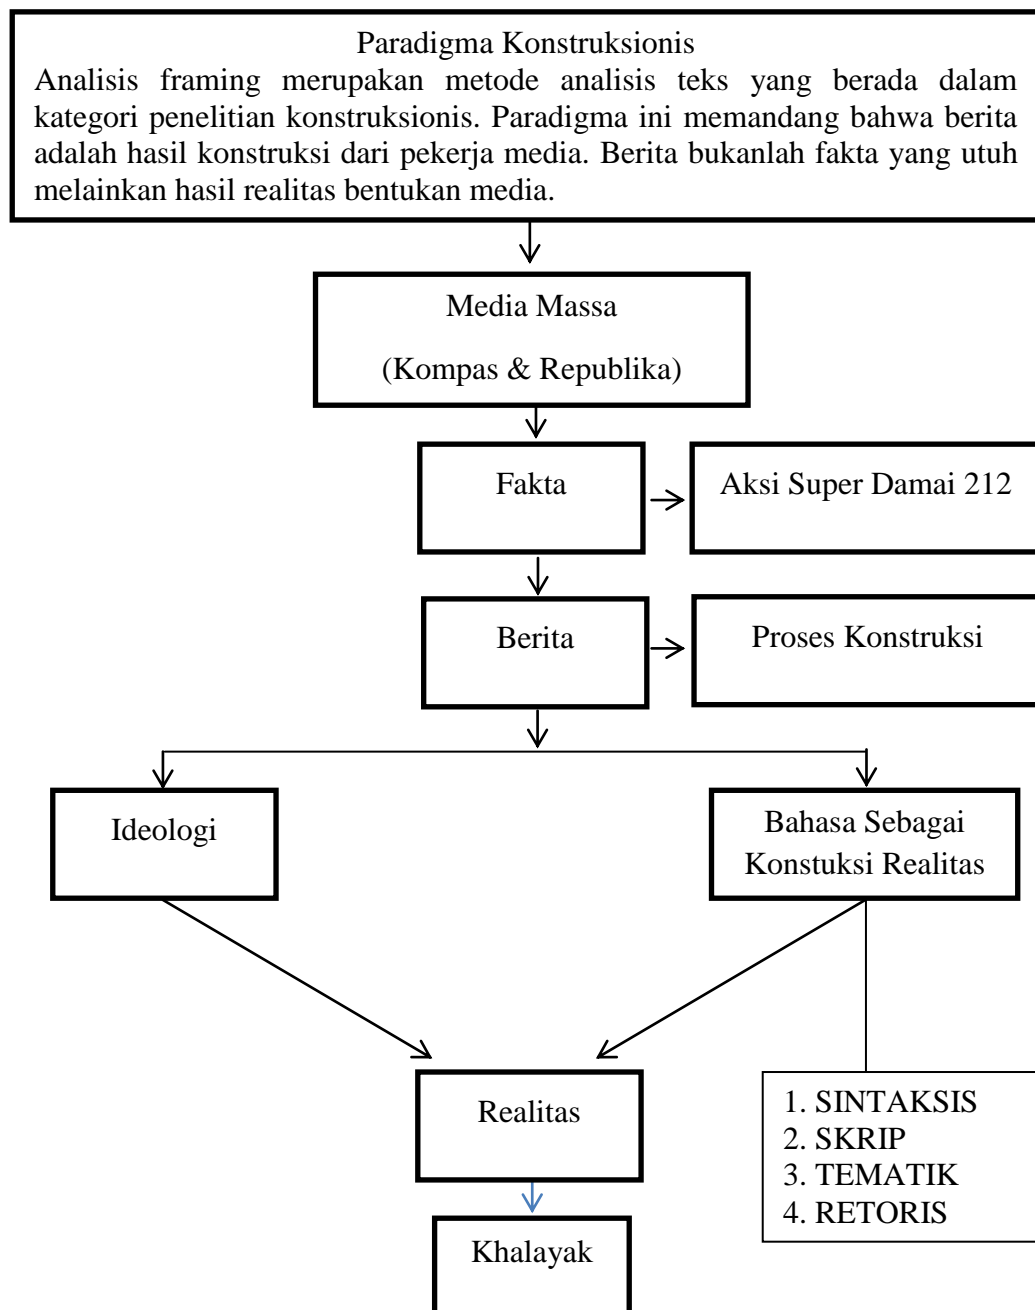 Paradigma Konstruksionis
Analisis framing merupakan metode analisis teks yang berada dalam
kategori penelitian konstruksionis. Paradigma ini memandang bahwa berita
adalah hasil konstruksi dari pekerja media. Berita bukanlah fakta yang utuh
melainkan hasil realitas bentukan media.
Media Massa
(Kompas & Republika)
Fakta
Aksi Super Damai 212
Berita
Proses Konstruksi
Ideologi
Bahasa Sebagai
Konstuksi Realitas
Realitas
1. SINTAKSIS
2. SKRIP
3. TEMATIK
4. RETORIS
Khalayak